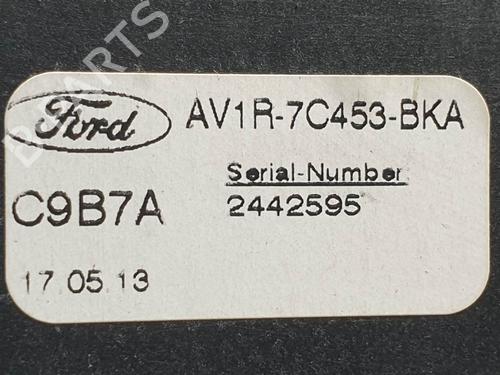 Ford
AV1R-7C453-BKA
Serial-Number
C9B7A
2442595
17.05.13